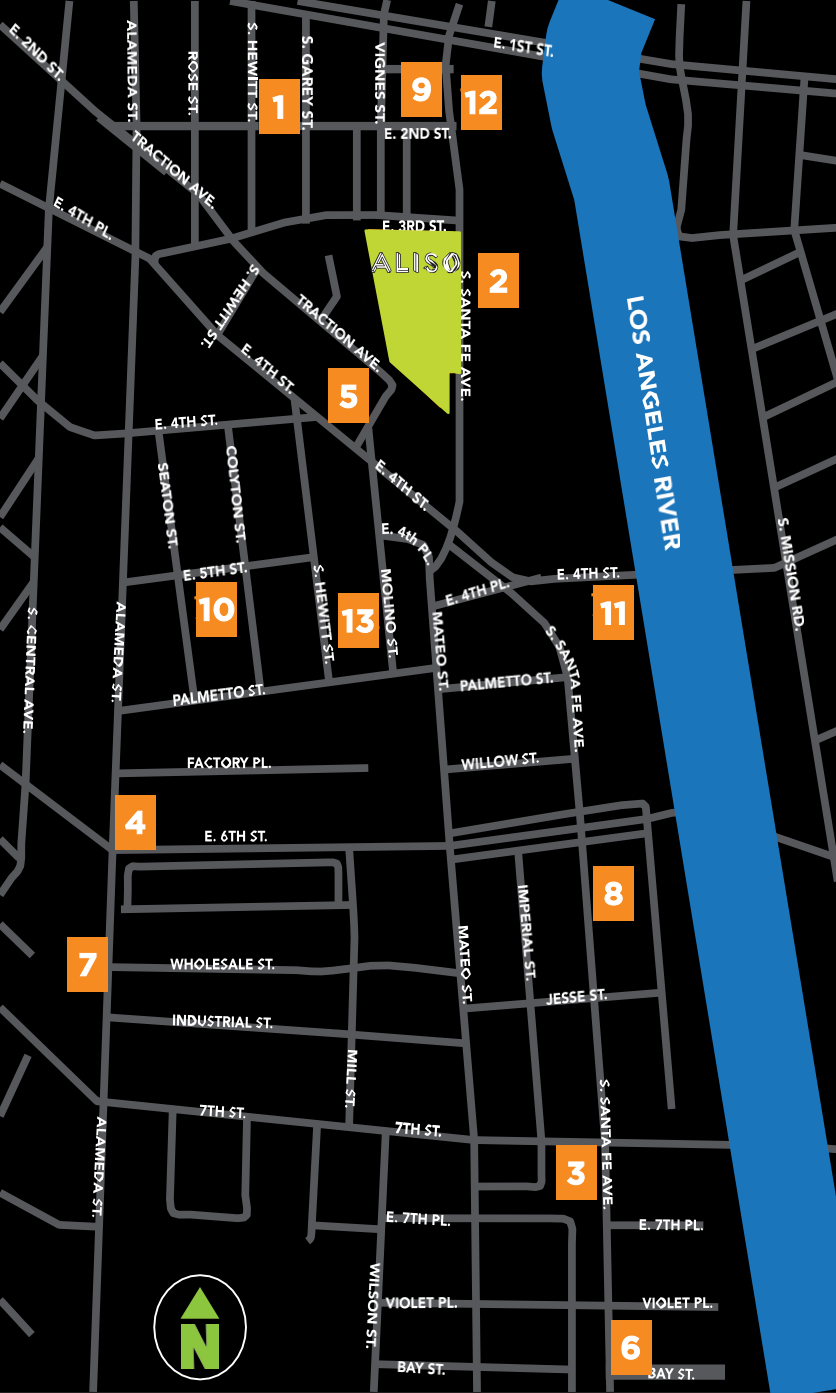 E. 1ST ST.
E. 2ND ST.
ALAMEDA ST.
ROSE ST.
S. HEWITT ST.
S. GAREY ST.
VIGNES ST.
9
12
1
E. 2ND ST.
TRACTION AVE.
E. 4TH PL.
E. 3RD ST.
ALISO
2
S. HEWITT ST.
S. SANTA FE AVE.
TRACTION AVE.
LOS ANGELES RIVER
E. 4TH ST.
5
E. 4TH ST.
SEATON ST.
COLYTON ST.
E. 4TH ST.
E. 4th PL.
S. MISSION RD.
E. 5TH ST.
E. 4TH ST.
S. HEWITT ST.
MOLINO ST.
E. 4TH PL.
10
13
11
S. CENTRAL AVE.
ALAMEDA ST.
MATEO ST.
S. SANTA FE AVE.
PALMETTO ST.
PALMETTO ST.
FACTORY PL.
WILLOW ST.
4
E. 6TH ST.
8
IMPERIAL ST.
MATEO ST.
7
WHOLESALE ST.
JESSE ST.
INDUSTRIAL ST.
MILL ST.
S. SANTA FE AVE.
7TH ST.
7TH ST.
ALAMEDA ST.
3
E. 7TH PL.
E. 7TH PL.
WILSON ST.
VIOLET PL.
VIOLET PL.
N
6
BAY ST.
BAY ST.